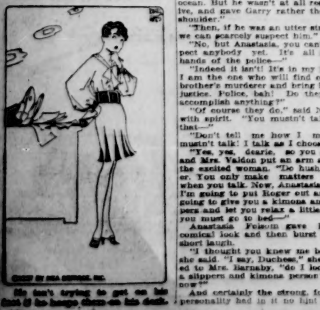 He isn't trying to get on his
feet if he keeps them on his desk.
ocean. But he wasn't at all
ive, and gave Garry rather the
shoulder."
"Then, if he was an utter
we can scarcely suspect him."
"No, but Anastasia, you can
pect anybody yet. It's all
hands of the police—"
"Indeed it isn't! It's in my
I am the one who will find
brother's murderer and bring
justice. Police, bah! Do they
accomplish anything?"
"Of course they do," said
with spirit. "You mustn't
that—"
"Don't tell me how I
mustn't talk! I talk as I choose
"Yes, yes, dearie, so you
and Mrs. Valdon put an arm
the excited woman. "Do hush
er. You only make matters
when you talk. Now, Anastasia
I'm going to put Roger out
going to give you a kimona and
pers and let you relax a little
you must go to bed—"
Anastasia Folsom gave
comical look and then burst
short laugh.
"I thought you knew me
she said. "I say, Duchess," she
ed to Mrs. Barnaby, "do I look
a slippers and kimona person
now?"
And certainly the strong,
personality had in it no hint